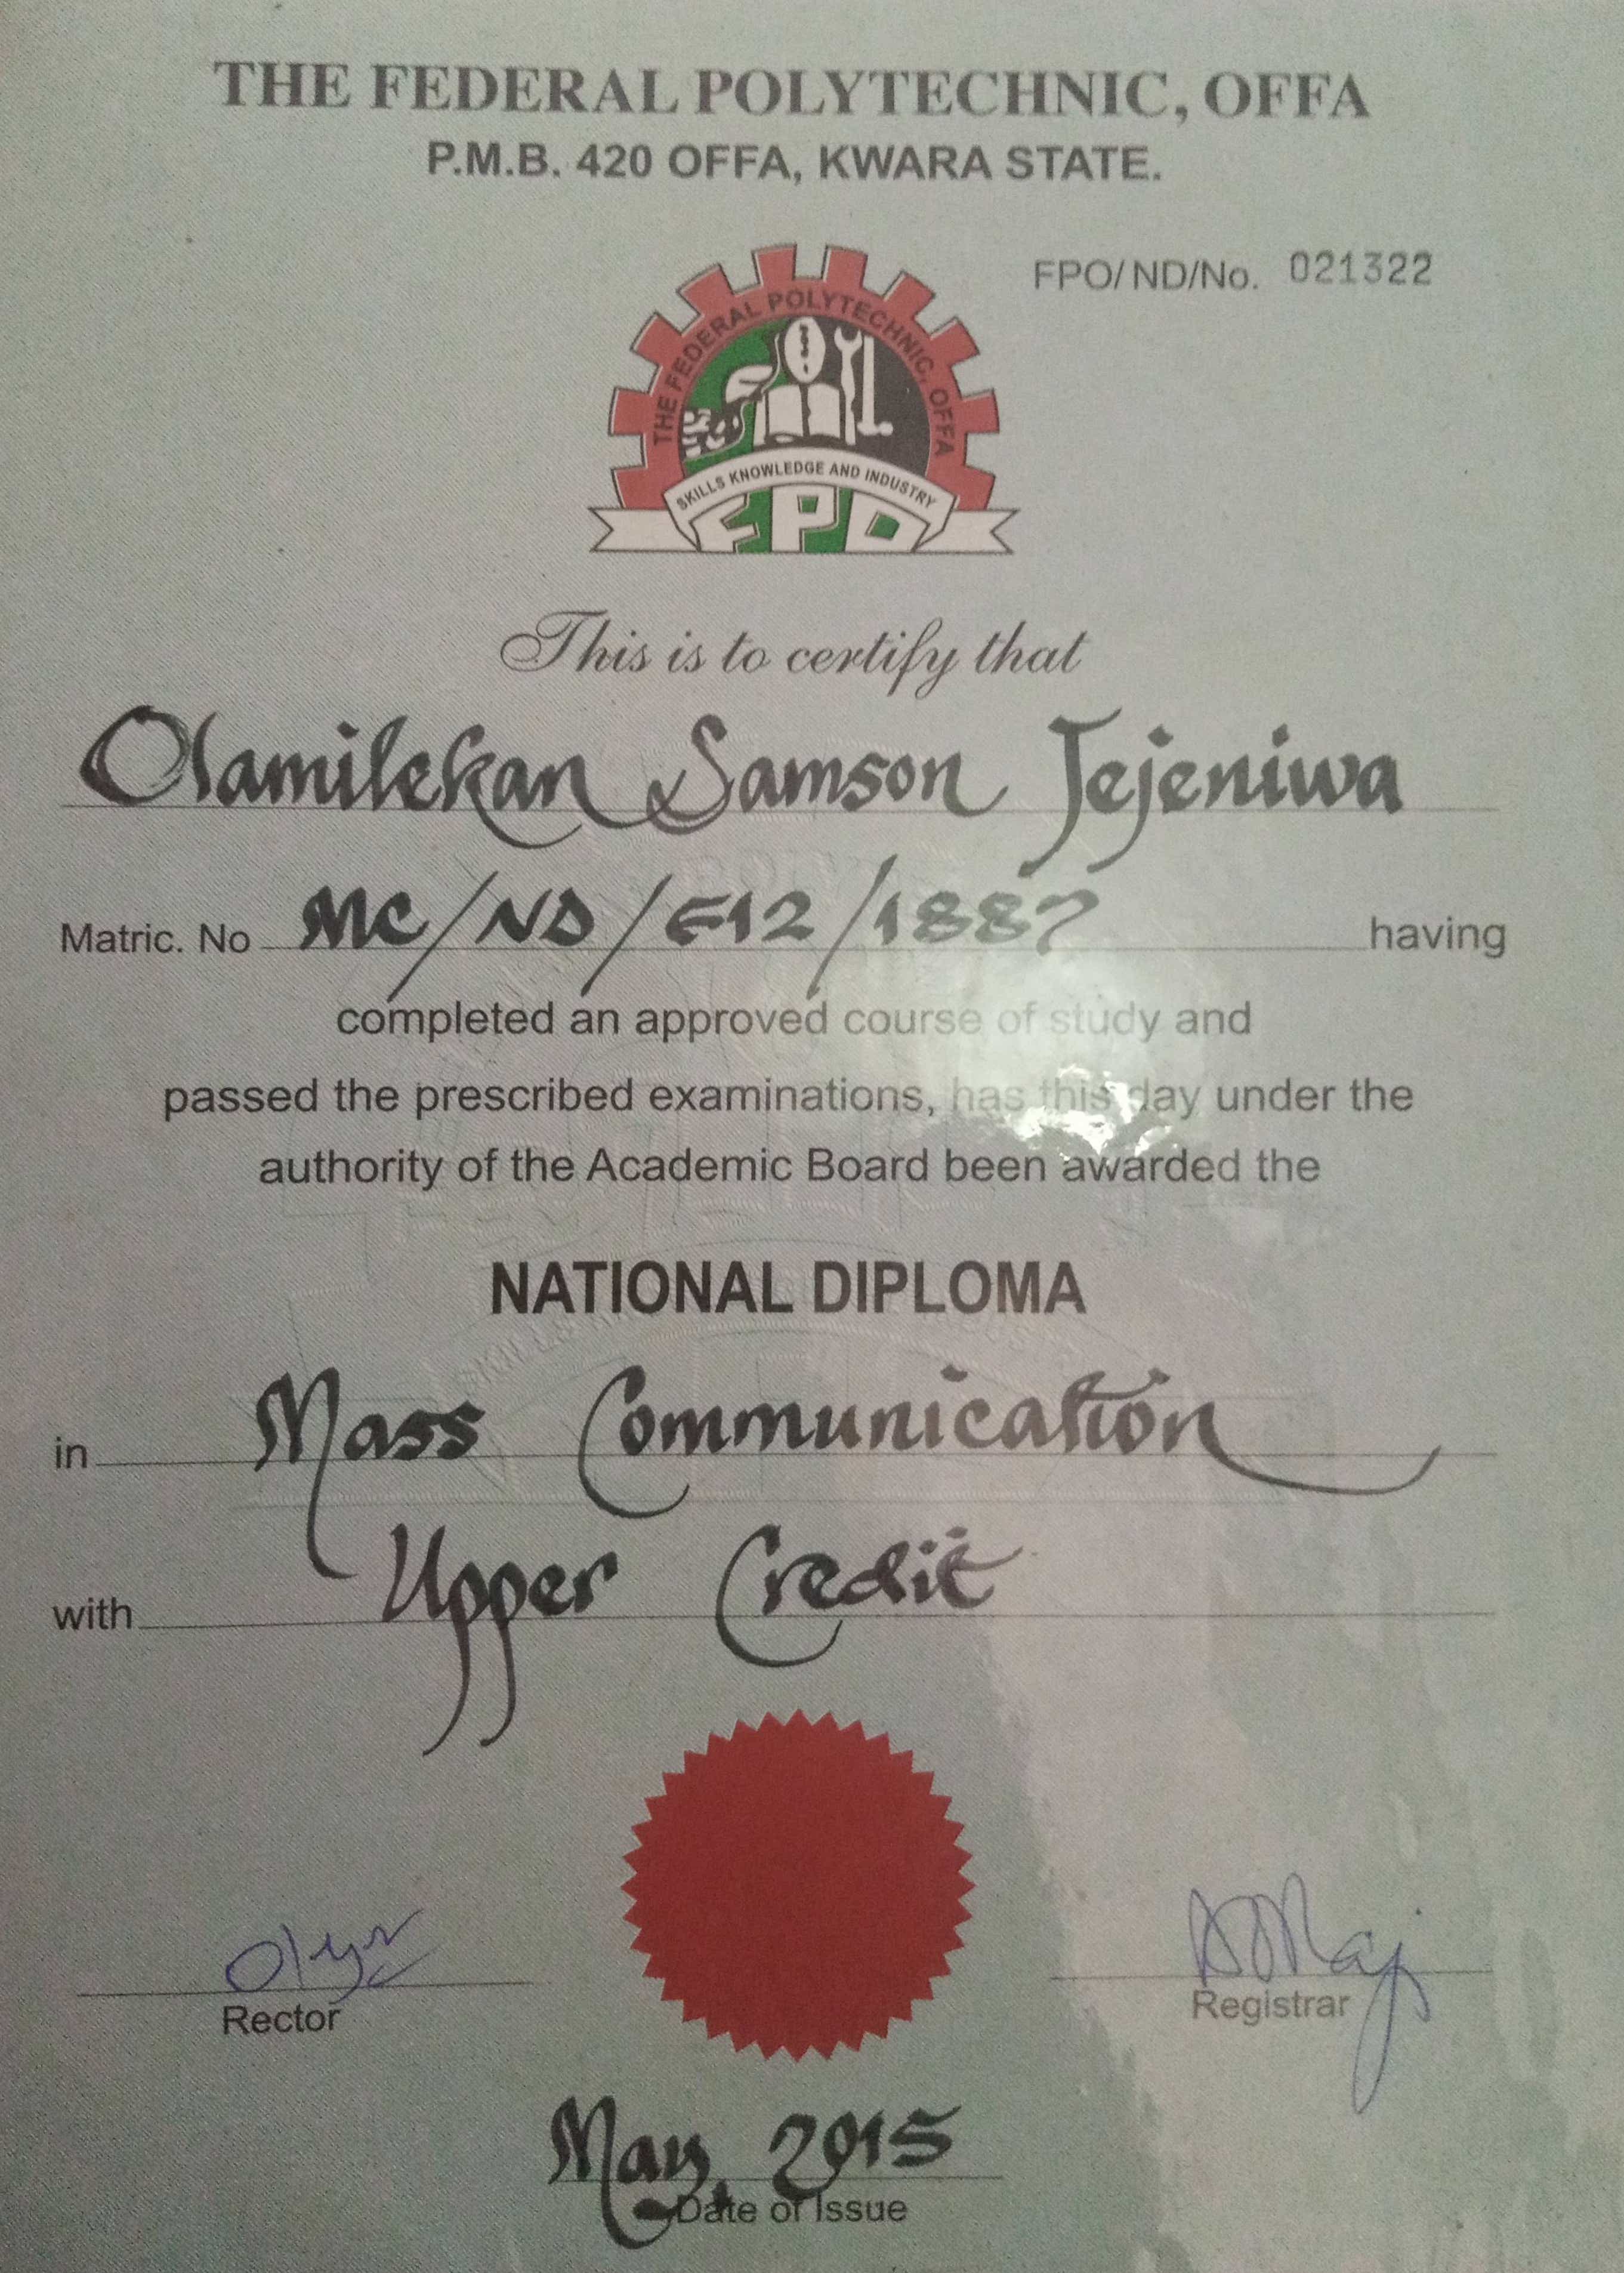 THE FEDERAL POLYTECHNIC, OFFA
P.M.B. 420 OFFA, KWARA STATE.
FPO/ND/No. 021322
THE FEDERAL POLYTECHNIC, OFFA
SKILLS KNOWLEDGE AND INDUSTRY
FPO
This is to certify that
Olamilekan Samson Jejeniwa
Matric. No MC/ND/F12/1887 having
completed an approved course of study and
passed the prescribed examinations, has this day under the
authority of the Academic Board been awarded the
NATIONAL DIPLOMA
in Mass Communication
with Upper Credit
Rector
Registrar
May, 2015
Date of Issue